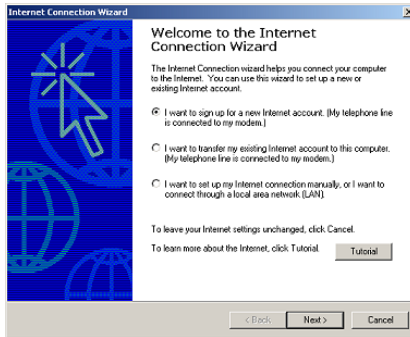 Internet Connection Wizard
Welcome to the Internet
Connection Wizard
The Internet Connection wizard helps you connect your computer
to the Internet. You can use this wizard to set up a new or
existing Internet account.
I want to sign up for a new Internet account. (My telephone line
is connected to my modem.)
I want to transfer my existing Internet account to this computer.
(My telephone line is connected to my modem.)
I want to set up my Internet connection manually, or I want to
connect through a local area network (LAN).
To leave your Internet settings unchanged, click Cancel.
To learn more about the Internet, click Tutorial.
Tutorial
< Back
Next >
Cancel